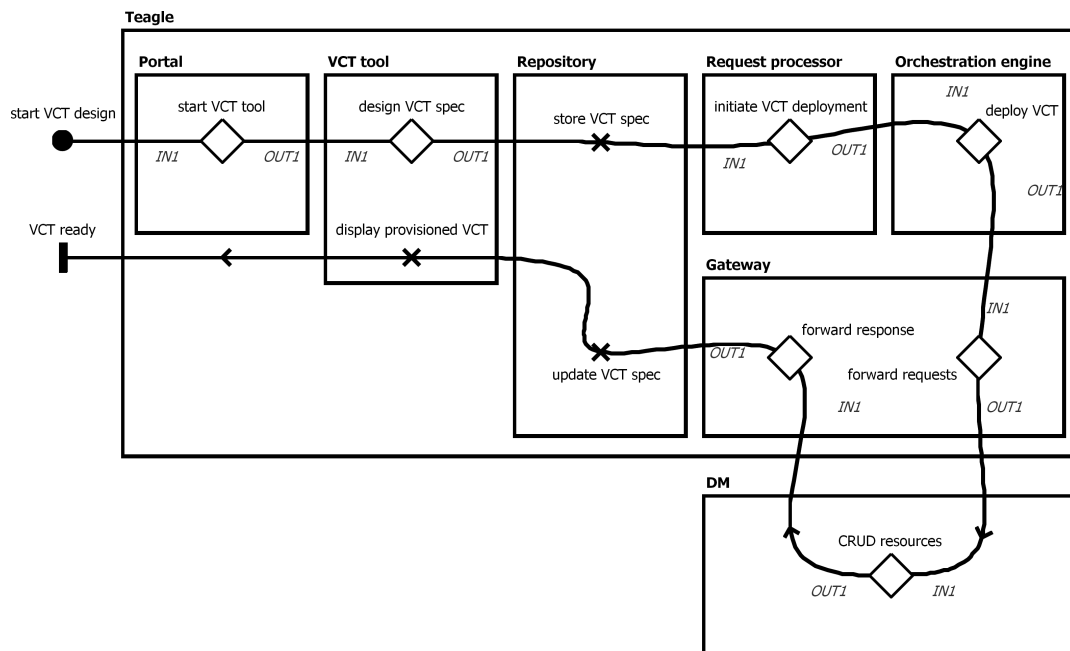 Teagle
Portal
VCT tool
Repository
Request processor
Orchestration engine
start VCT design
start VCT tool
design VCT spec
store VCT spec
initiate VCT deployment
IN1
deploy VCT
IN1
OUT1
IN1
OUT1
IN1
OUT1
OUT1
VCT ready
display provisioned VCT
Gateway
IN1
forward response
OUT1
update VCT spec
forward requests
IN1
OUT1
DM
CRUD resources
OUT1
IN1